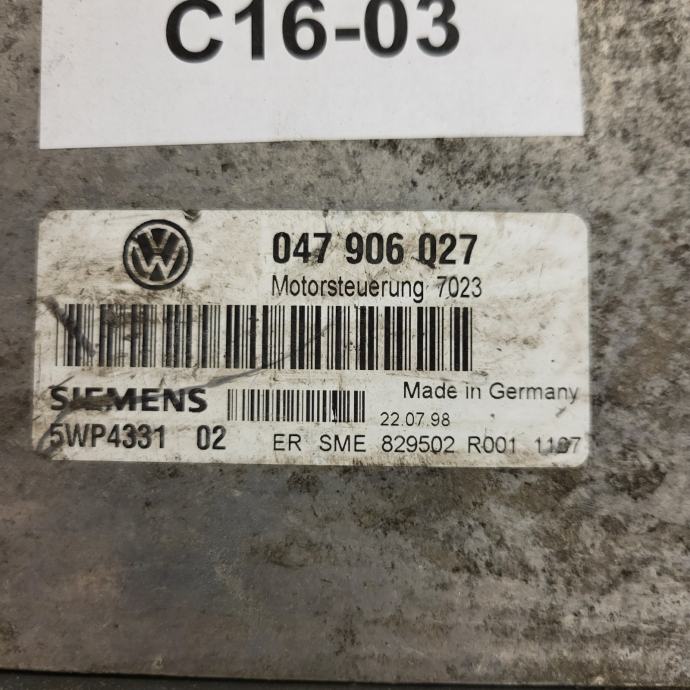 C16-03
047 906 027
Motorsteuerung 7023
Made in Germany
SIEMENS
22.07.98
5WP4331 02 ER SME 829502 R001 1107